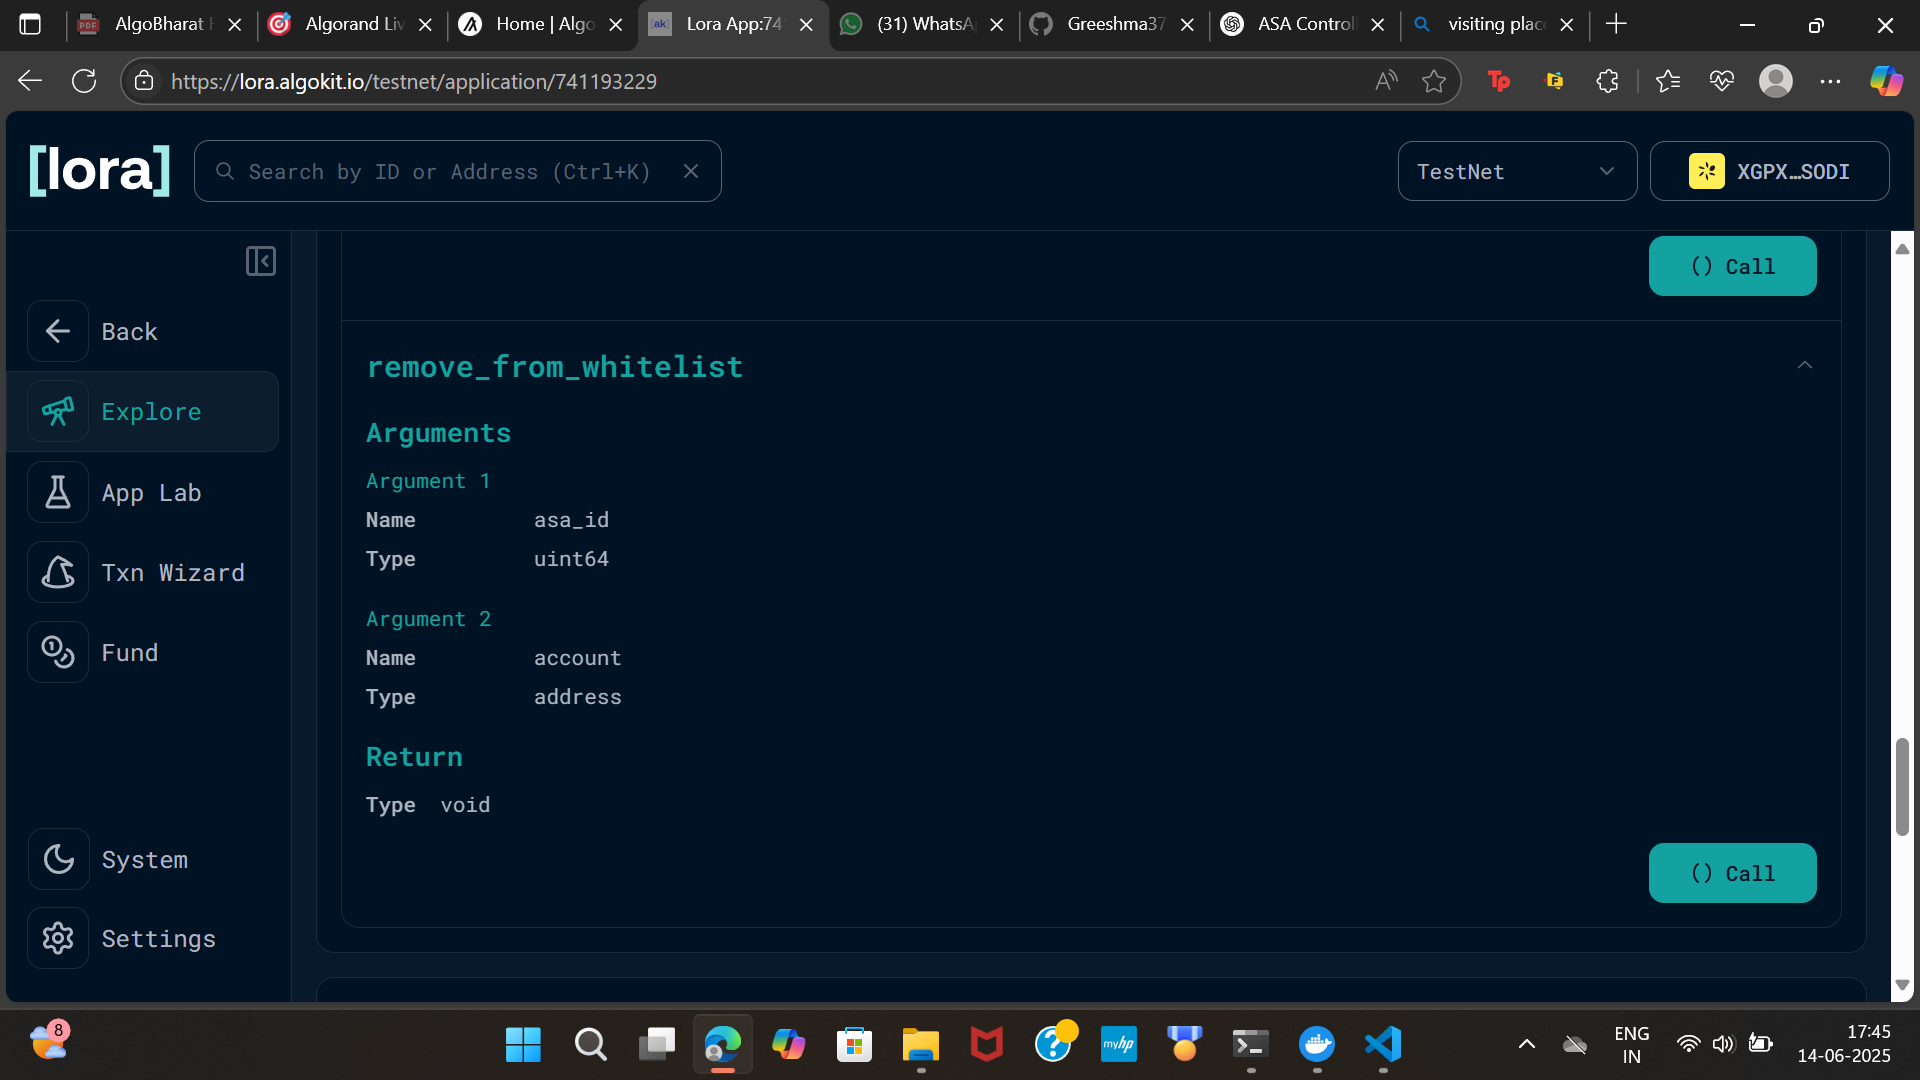 AlgoBharat H
Algorand Liv
Home | Algo
Lora App:741
(31) WhatsA
Greeshma37
ASA Controll
visiting plac
https://lora.algokit.io/testnet/application/741193229
[lora]
Search by ID or Address (Ctrl+K)
TestNet
XGPX…SODI
Back
Explore
App Lab
Txn Wizard
Fund
System
Settings
() Call
remove_from_whitelist
Arguments
Argument 1
Name asa_id
Type uint64
Argument 2
Name account
Type address
Return
Type void
() Call
8
myhp
ENG
IN
17:45
14-06-2025